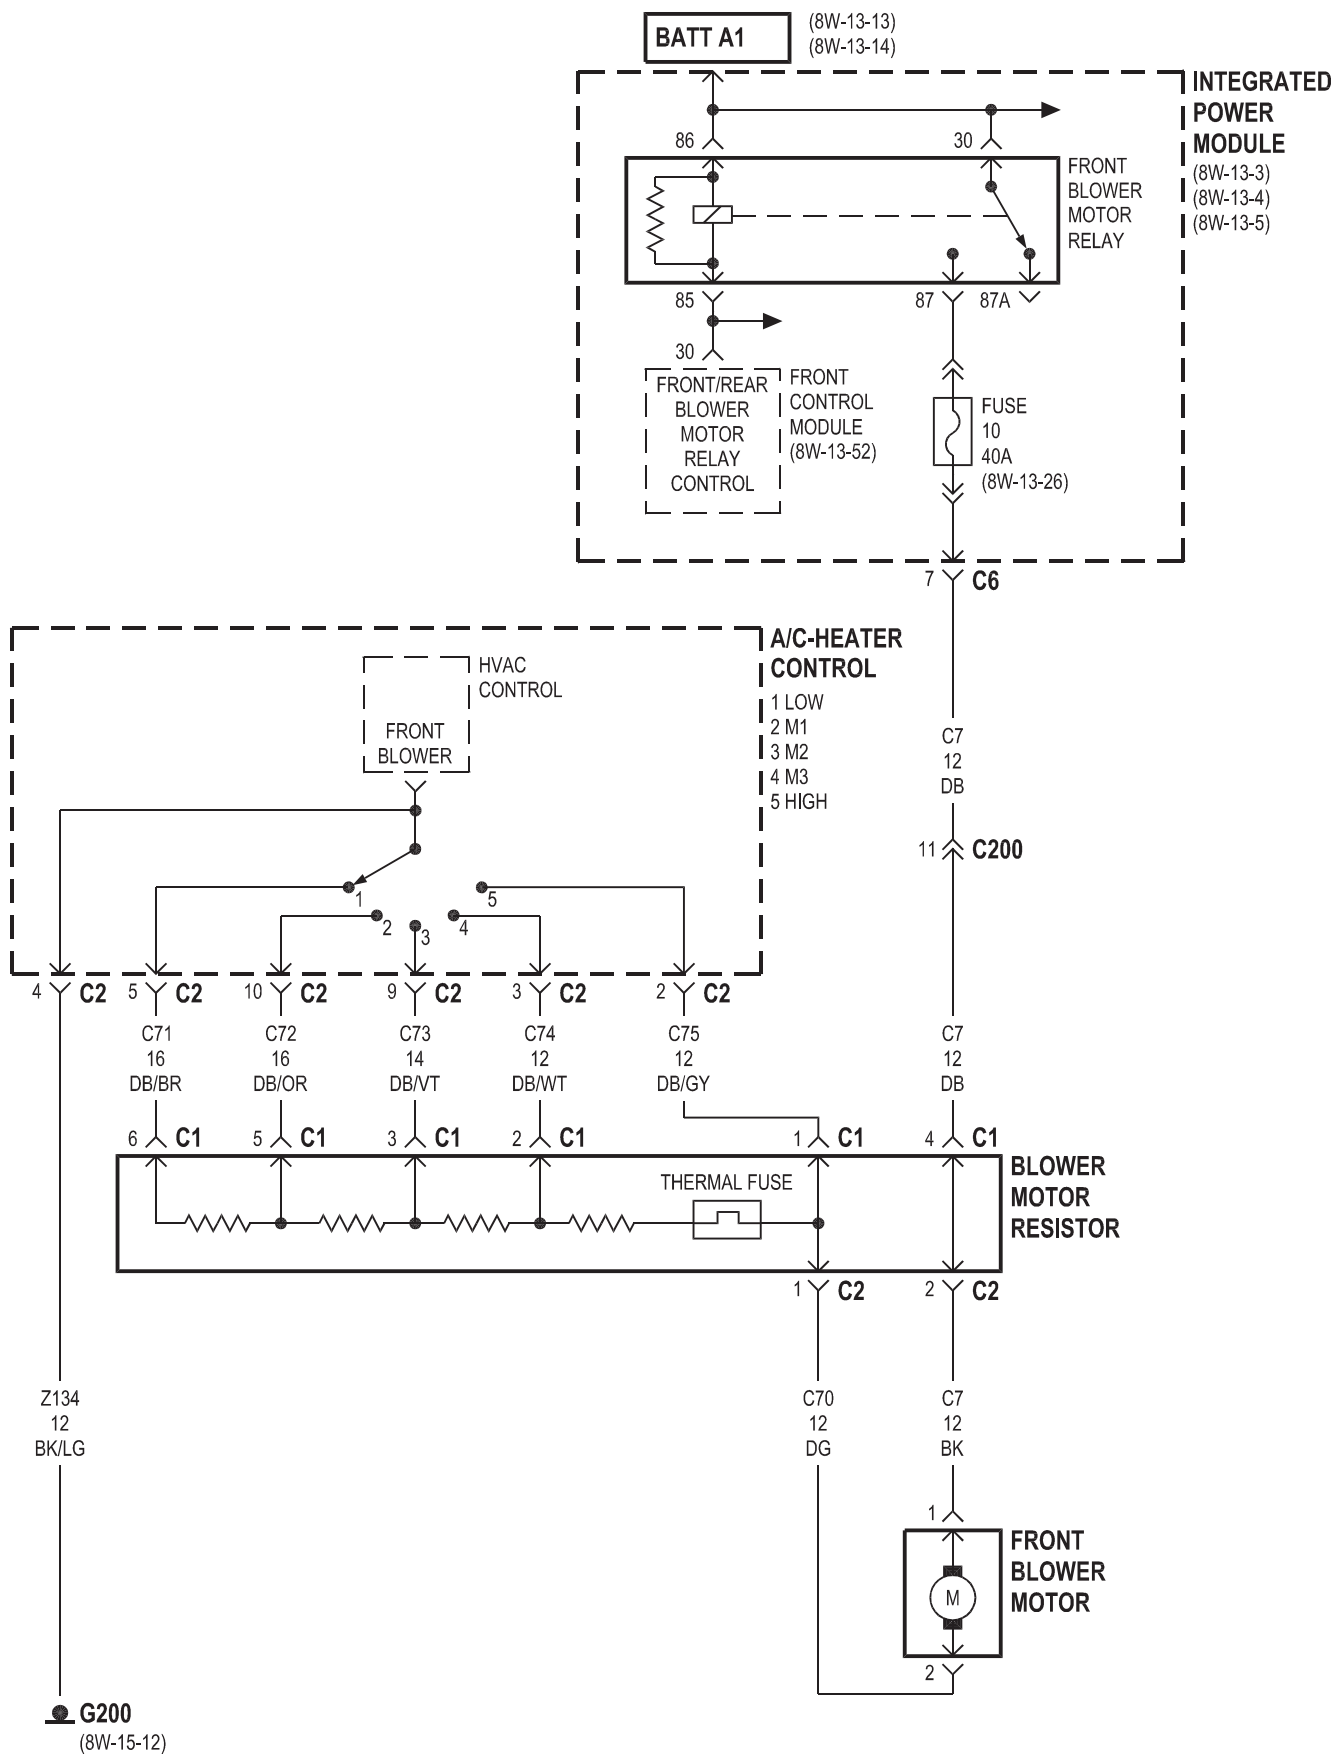 BATT A1
(8W-13-13)
(8W-13-14)
INTEGRATED
POWER
MODULE
(8W-13-3)
(8W-13-4)
(8W-13-5)
86
30
FRONT
BLOWER
MOTOR
RELAY
85
87
87A
30
FRONT/REAR
BLOWER
MOTOR
RELAY
CONTROL
FRONT
CONTROL
MODULE
(8W-13-52)
FUSE
10
40A
(8W-13-26)
7
C6
A/C-HEATER
CONTROL
1 LOW
2 M1
3 M2
4 M3
5 HIGH
HVAC
CONTROL
FRONT
BLOWER
C7
12
DB
11
C200
1
2
3
4
5
4 C2
5 C2
10 C2
9 C2
3 C2
2 C2
C71
16
DB/BR
C72
16
DB/OR
C73
14
DB/VT
C74
12
DB/WT
C75
12
DB/GY
C7
12
DB
6 C1
5 C1
3 C1
2 C1
1 C1
4 C1
THERMAL FUSE
BLOWER
MOTOR
RESISTOR
1 C2
2 C2
Z134
12
BK/LG
C70
12
DG
C7
12
BK
1
FRONT
BLOWER
MOTOR
M
2
G200
(8W-15-12)